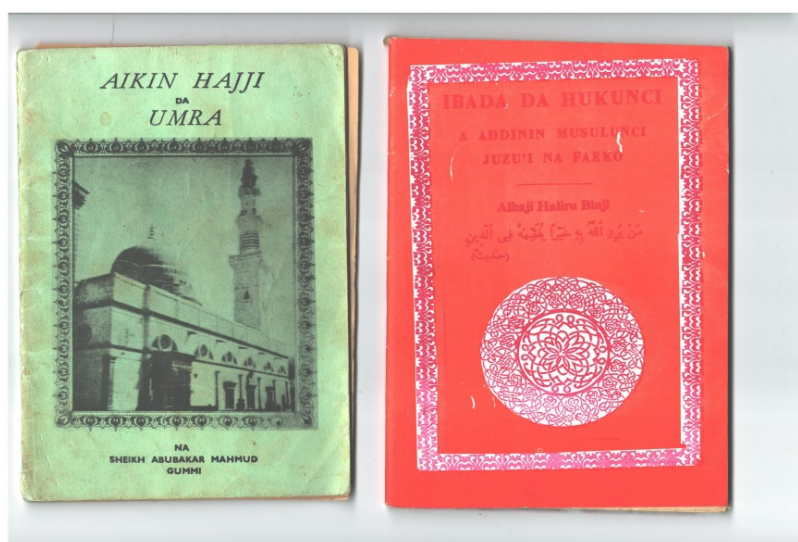 AIKIN HAJJI
DA
UMRA
NA
SHEIKH ABUBAKAR MAHMUD
GUMMI
IBADA DA HUKUNCI
A ADDININ MUSULUNCI
JUZU'I NA FARKO
Alhaji Haliru Binji
مَنْ يُرِدِ اللّٰهُ بِهِ خَيْرًا يُفَقِّهْهُ فِى الدِّينِ
(حديث)